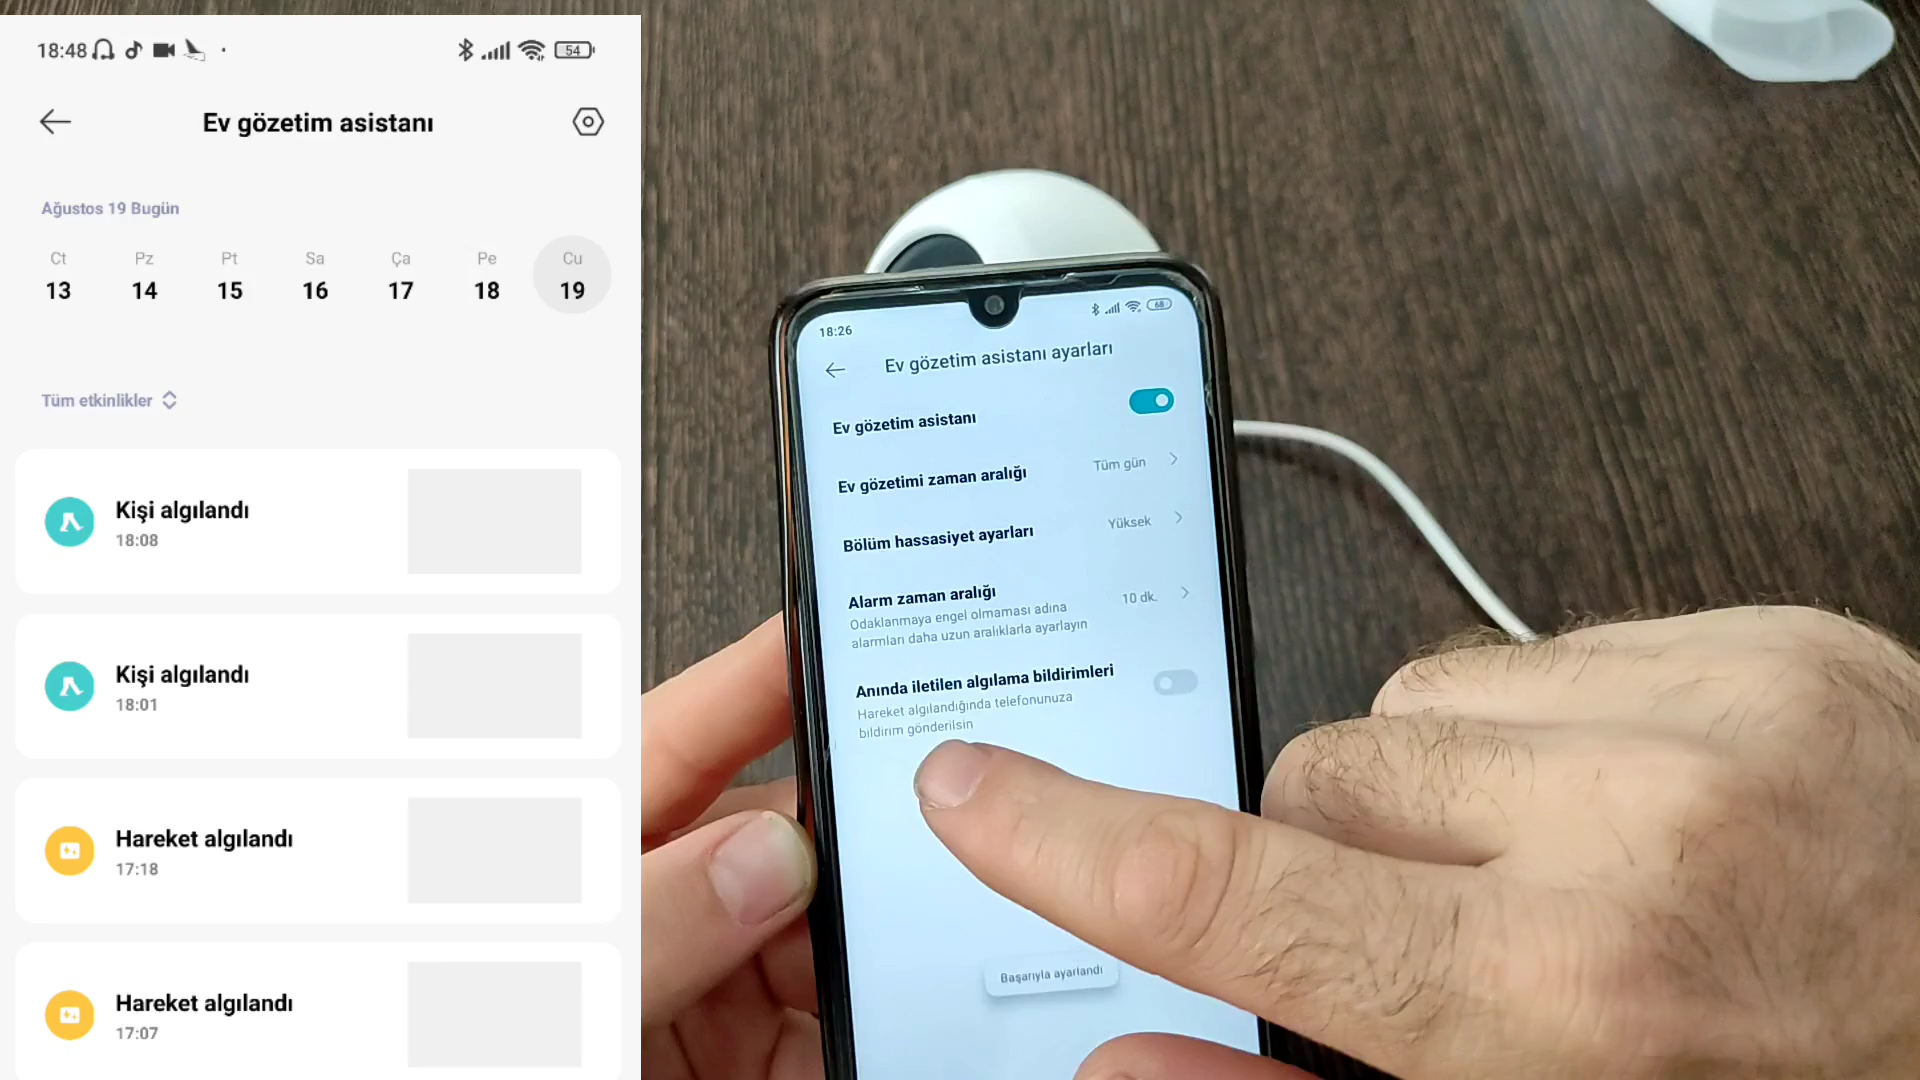 18:48
54
Ev gözetim asistanı
Ağustos 19 Bugün
Ct Pz Pt Sa Ça Pe Cu
13 14 15 16 17 18 19
Tüm etkinlikler
Kişi algılandı
18:08
Kişi algılandı
18:01
Hareket algılandı
17:18
Hareket algılandı
17:07
18:26
68
Ev gözetim asistanı ayarları
Ev gözetim asistanı
Ev gözetimi zaman aralığı Tüm gün
Bölüm hassasiyet ayarları Yüksek
Alarm zaman aralığı 10 dk.
Odaklanmaya engel olmaması adına
alarmları daha uzun aralıklarla ayarlayın
Anında iletilen algılama bildirimleri
Hareket algılandığında telefonunuza
bildirim gönderilsin
Başarıyla ayarlandı